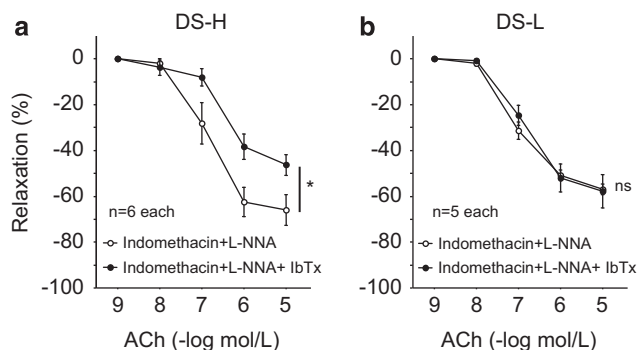 a
DS-H
Relaxation (%)
0
-20
-40
-60
-80
-100
*
n=6 each
Indomethacin+L-NNA
Indomethacin+L-NNA+ IbTx
9 8 7 6 5
ACh (-log mol/L)
b
DS-L
0
-20
-40
-60
-80
-100
ns
n=5 each
Indomethacin+L-NNA
Indomethacin+L-NNA+ IbTx
9 8 7 6 5
ACh (-log mol/L)